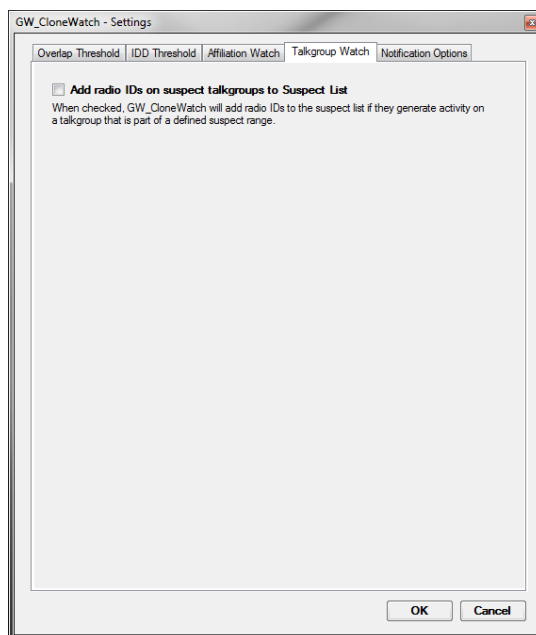 GW_CloneWatch - Settings
Overlap Threshold IDD Threshold Affiliation Watch Talkgroup Watch Notification Options
Add radio IDs on suspect talkgroups to Suspect List
When checked, GW_CloneWatch will add radio IDs to the suspect list if they generate activity on
a talkgroup that is part of a defined suspect range.
OK Cancel